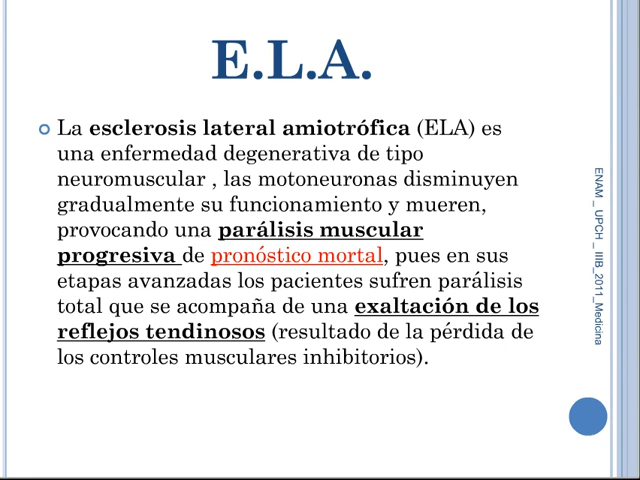 E.L.A.
La esclerosis lateral amiotrófica (ELA) es
una enfermedad degenerativa de tipo
neuromuscular , las motoneuronas disminuyen
gradualmente su funcionamiento y mueren,
provocando una parálisis muscular
progresiva de pronóstico mortal, pues en sus
etapas avanzadas los pacientes sufren parálisis
total que se acompaña de una exaltación de los
reflejos tendinosos (resultado de la pérdida de
los controles musculares inhibitorios).
ENAM _ UPCH _ IIIB_2011_Medicina